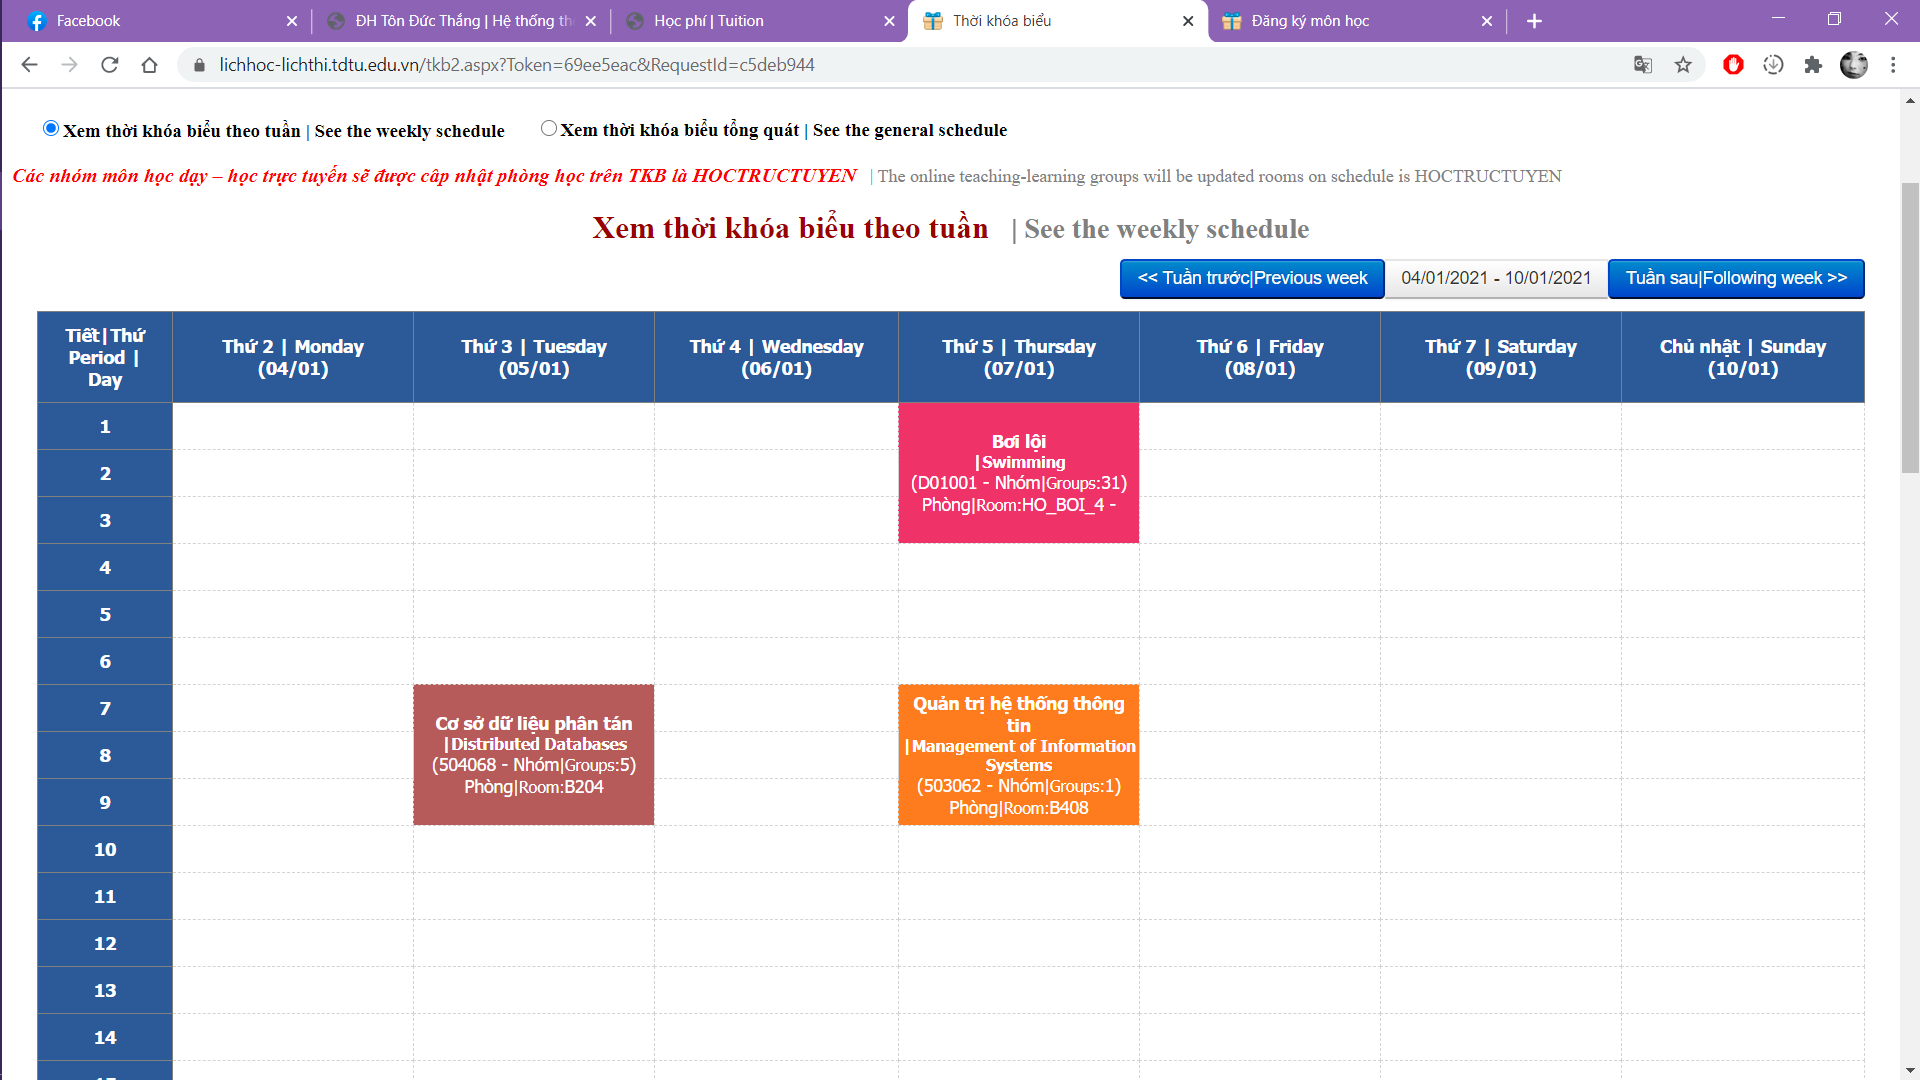 Facebook
ĐH Tôn Đức Thắng | Hệ thống th
Học phí | Tuition
Thời khóa biểu
Đăng ký môn học
lichhoc-lichthi.tdtu.edu.vn/tkb2.aspx?Token=69ee5eac&RequestId=c5deb944
Xem thời khóa biểu theo tuần | See the weekly schedule
Xem thời khóa biểu tổng quát | See the general schedule
Các nhóm môn học dạy – học trực tuyến sẽ được câp nhật phòng học trên TKB là HOCTRUCTUYEN | The online teaching-learning groups will be updated rooms on schedule is HOCTRUCTUYEN
Xem thời khóa biểu theo tuần | See the weekly schedule
<< Tuần trước|Previous week
04/01/2021 - 10/01/2021
Tuần sau|Following week >>
Tiết|Thứ
Period |
Day
Thứ 2 | Monday
(04/01)
Thứ 3 | Tuesday
(05/01)
Thứ 4 | Wednesday
(06/01)
Thứ 5 | Thursday
(07/01)
Thứ 6 | Friday
(08/01)
Thứ 7 | Saturday
(09/01)
Chủ nhật | Sunday
(10/01)
1
2
3
Bơi lội
|Swimming
(D01001 - Nhóm|Groups:31)
Phòng|Room:HO_BOI_4 -
4
5
6
7
8
9
Cơ sở dữ liệu phân tán
|Distributed Databases
(504068 - Nhóm|Groups:5)
Phòng|Room:B204
Quản trị hệ thống thông
tin
|Management of Information
Systems
(503062 - Nhóm|Groups:1)
Phòng|Room:B408
10
11
12
13
14